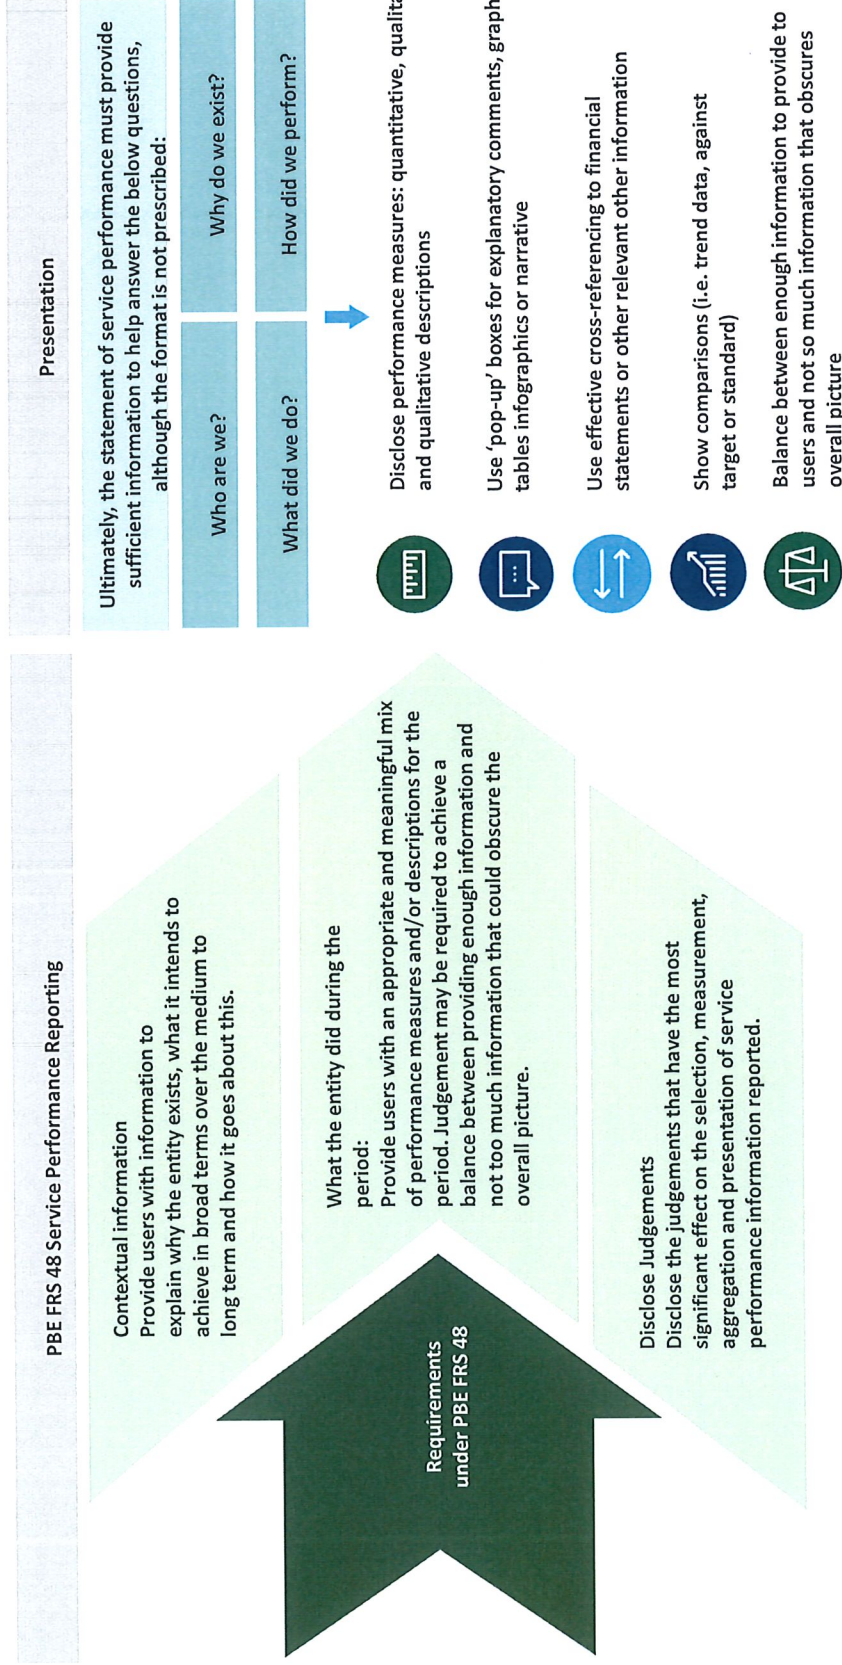 PBE FRS 48 Service Performance Reporting
Contextual information
Provide users with information to
explain why the entity exists, what it intends to
achieve in broad terms over the medium to
long term and how it goes about this.
Requirements
under PBE FRS 48
What the entity did during the
period:
Provide users with an appropriate and meaningful mix
of performance measures and/or descriptions for the
period. Judgement may be required to achieve a
balance between providing enough information and
not too much information that could obscure the
overall picture.
Disclose Judgements
Disclose the judgements that have the most
significant effect on the selection, measurement,
aggregation and presentation of service
performance information reported.
Presentation
Ultimately, the statement of service performance must provide
sufficient information to help answer the below questions,
although the format is not prescribed:
Who are we?
Why do we exist?
What did we do?
How did we perform?
Disclose performance measures: quantitative,
and qualitative descriptions
Use ‘pop-up’ boxes for explanatory comments,
tables infographics or narrative
Use effective cross-referencing to financial
statements or other relevant other information
Show comparisons (i.e. trend data, against
target or standard)
Balance between enough information to provide to
users and not so much information that obscures
overall picture